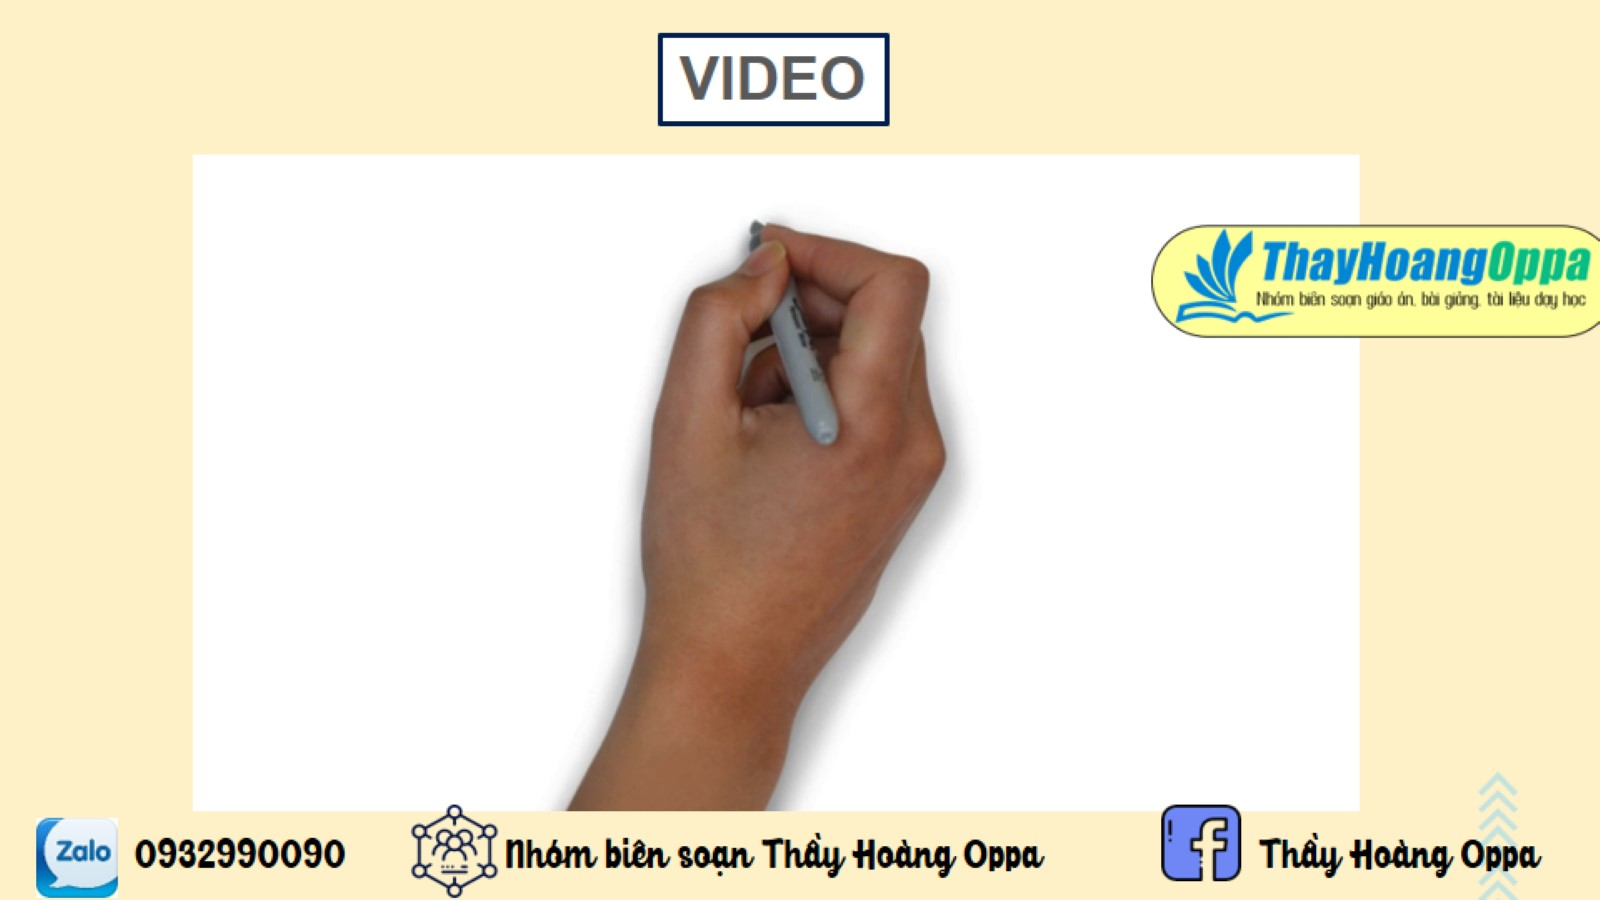 VIDEO
ThayHoangOppa
Nhóm biên soạn giáo án, bài giảng, tài liệu dạy học
Zalo 0932990090 Nhóm biên soạn Thầy Hoàng Oppa Thầy Hoàng Oppa